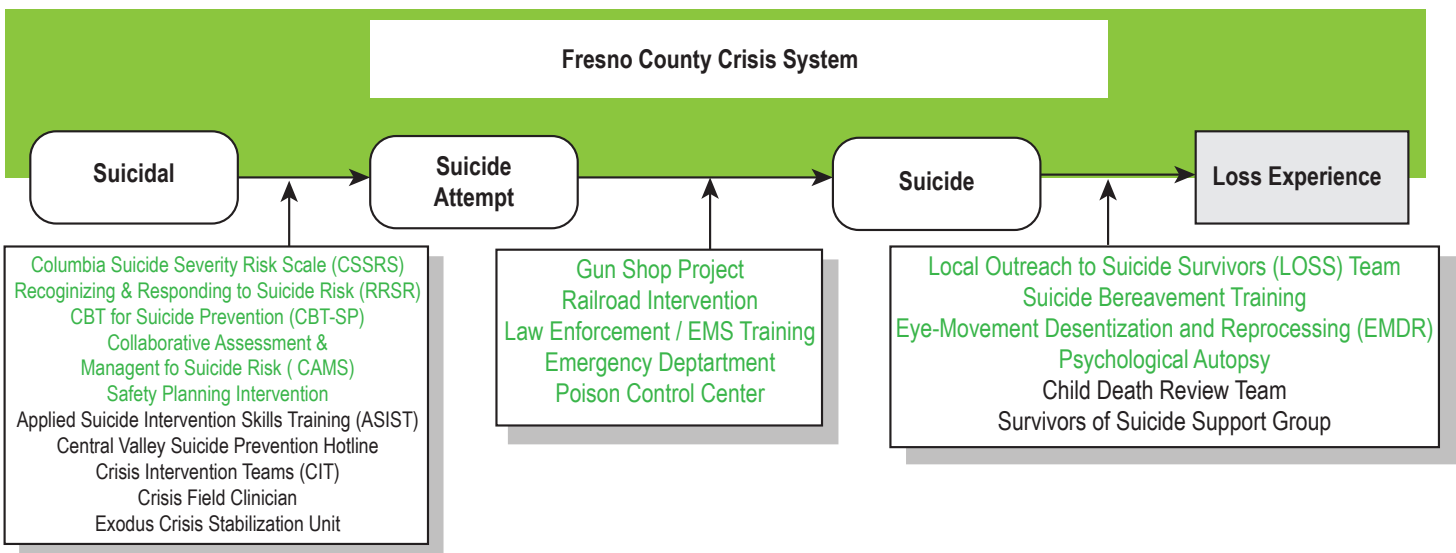 Fresno County Crisis System
Suicidal
Suicide
Attempt
Suicide
Loss Experience
Columbia Suicide Severity Risk Scale (CSSRS)
Recoginizing & Responding to Suicide Risk (RRSR)
CBT for Suicide Prevention (CBT-SP)
Collaborative Assessment &
Managent fo Suicide Risk ( CAMS)
Safety Planning Intervention
Applied Suicide Intervention Skills Training (ASIST)
Central Valley Suicide Prevention Hotline
Crisis Intervention Teams (CIT)
Crisis Field Clinician
Exodus Crisis Stabilization Unit
Gun Shop Project
Railroad Intervention
Law Enforcement / EMS Training
Emergency Deptartment
Poison Control Center
Local Outreach to Suicide Survivors (LOSS) Team
Suicide Bereavement Training
Eye-Movement Desentization and Reprocessing (EMDR)
Psychological Autopsy
Child Death Review Team
Survivors of Suicide Support Group